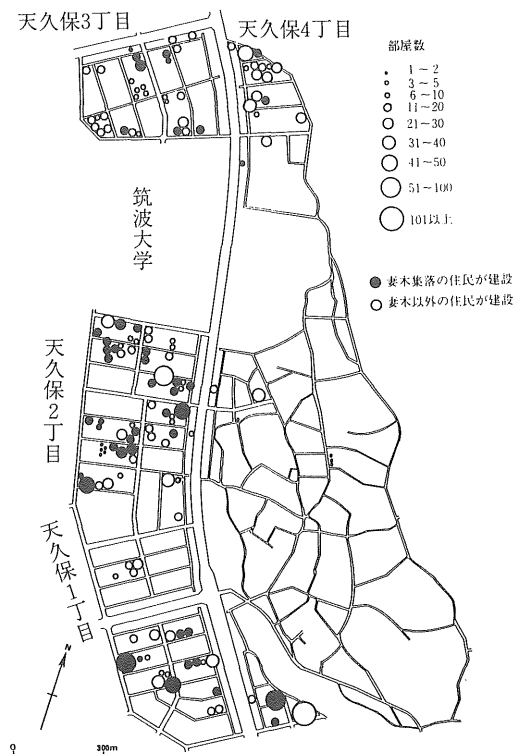 天久保3丁目
天久保4丁目
部屋数
1～2
3～5
6～10
11～20
21～30
31～40
41～50
51～100
101以上
妻木集落の住民が建設
妻木以外の住民が建設
筑波大学
天久保2丁目
天久保1丁目
N
0 300m